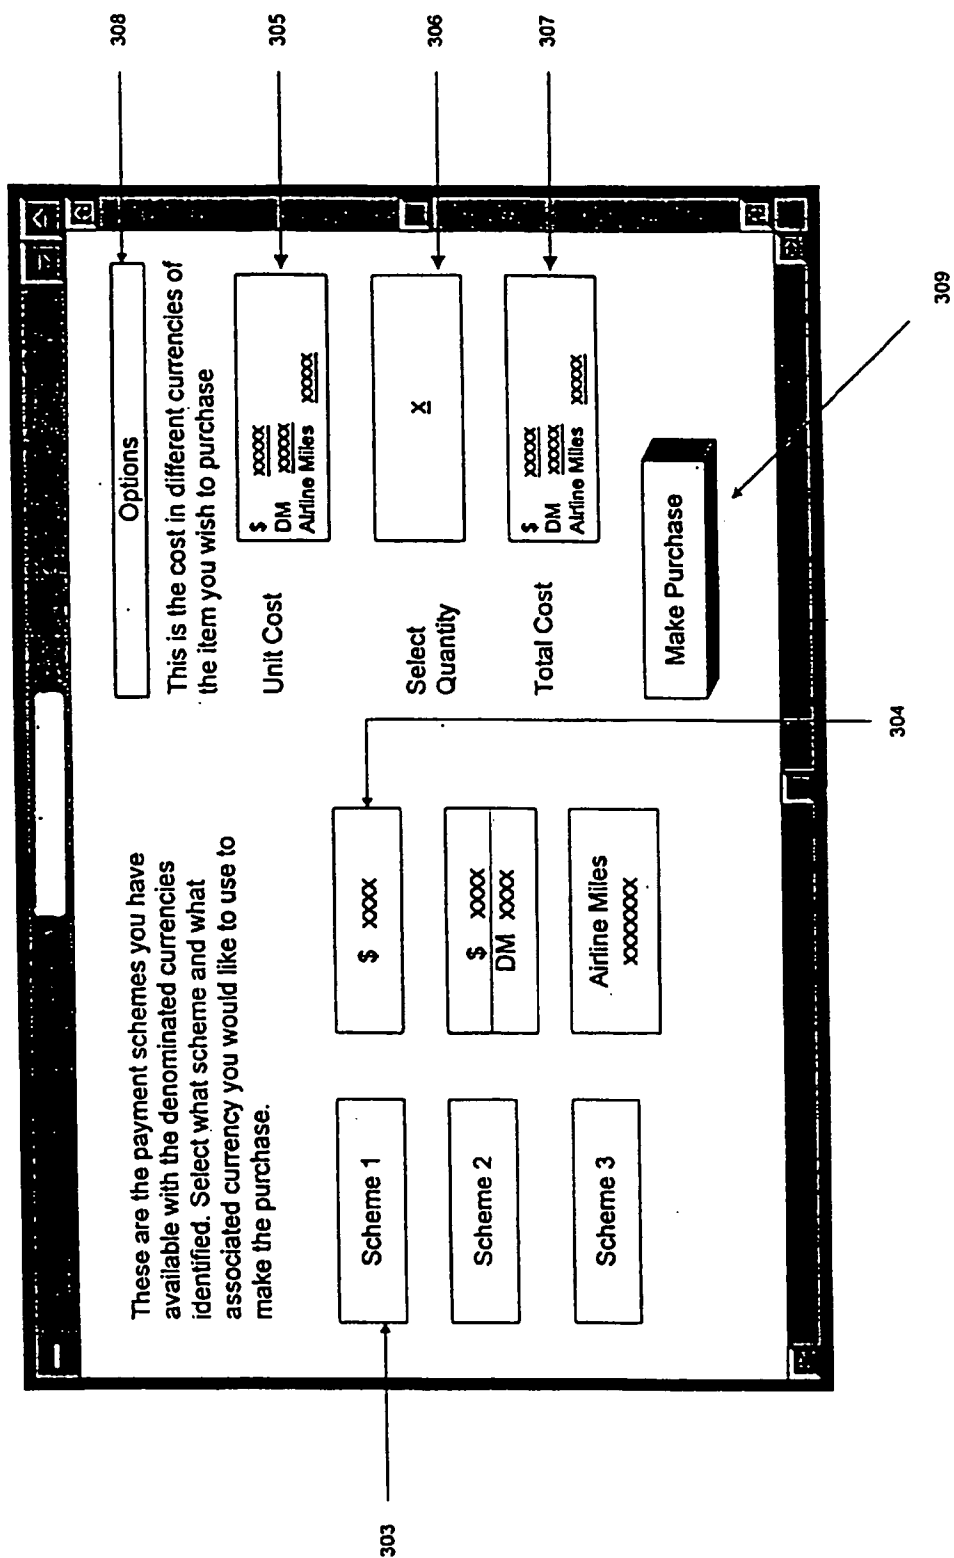 308
305
306
307
Options
These are the payment schemes you have
available with the denominated currencies
identified. Select what scheme and what
associated currency you would like to use to
make the purchase.
This is the cost in different currencies of
the item you wish to purchase
Unit Cost
$ xxxxx
DM xxxxx
Airline Miles xxxxx
303
Scheme 1
$ xxxx
Select
Quantity
x
Scheme 2
$ xxxx
DM xxxx
Total Cost
$ xxxxx
DM xxxxx
Airline Miles xxxxx
Scheme 3
Airline Miles
xxxxxxx
Make Purchase
304
309